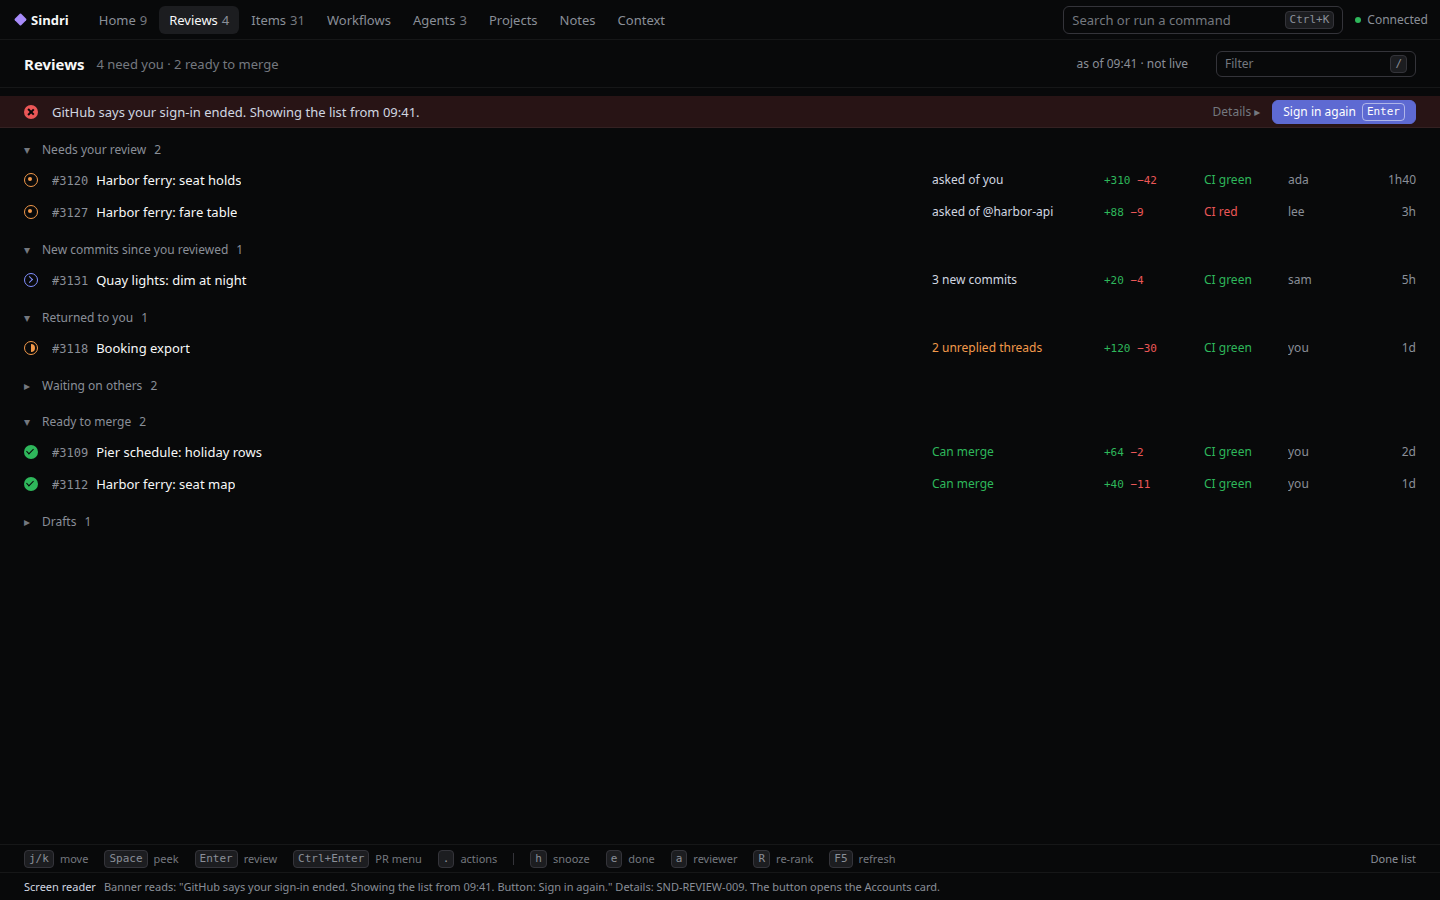 Sindri Home 9 Reviews 4 Items 31 Workflows Agents 3 Projects Notes Context Search or run a command Ctrl+K Connected
Reviews 4 need you · 2 ready to merge as of 09:41 · not live Filter /
GitHub says your sign-in ended. Showing the list from 09:41. Details ▸ Sign in again Enter
▾ Needs your review 2
#3120 Harbor ferry: seat holds asked of you +310 −42 CI green ada 1h40
#3127 Harbor ferry: fare table asked of @harbor-api +88 −9 CI red lee 3h
▾ New commits since you reviewed 1
#3131 Quay lights: dim at night 3 new commits +20 −4 CI green sam 5h
▾ Returned to you 1
#3118 Booking export 2 unreplied threads +120 −30 CI green you 1d
▸ Waiting on others 2
▾ Ready to merge 2
#3109 Pier schedule: holiday rows Can merge +64 −2 CI green you 2d
#3112 Harbor ferry: seat map Can merge +40 −11 CI green you 1d
▸ Drafts 1
j/k move Space peek Enter review Ctrl+Enter PR menu . actions h snooze e done a reviewer R re-rank F5 refresh Done list
Screen reader Banner reads: "GitHub says your sign-in ended. Showing the list from 09:41. Button: Sign in again." Details: SND-REVIEW-009. The button opens the Accounts card.